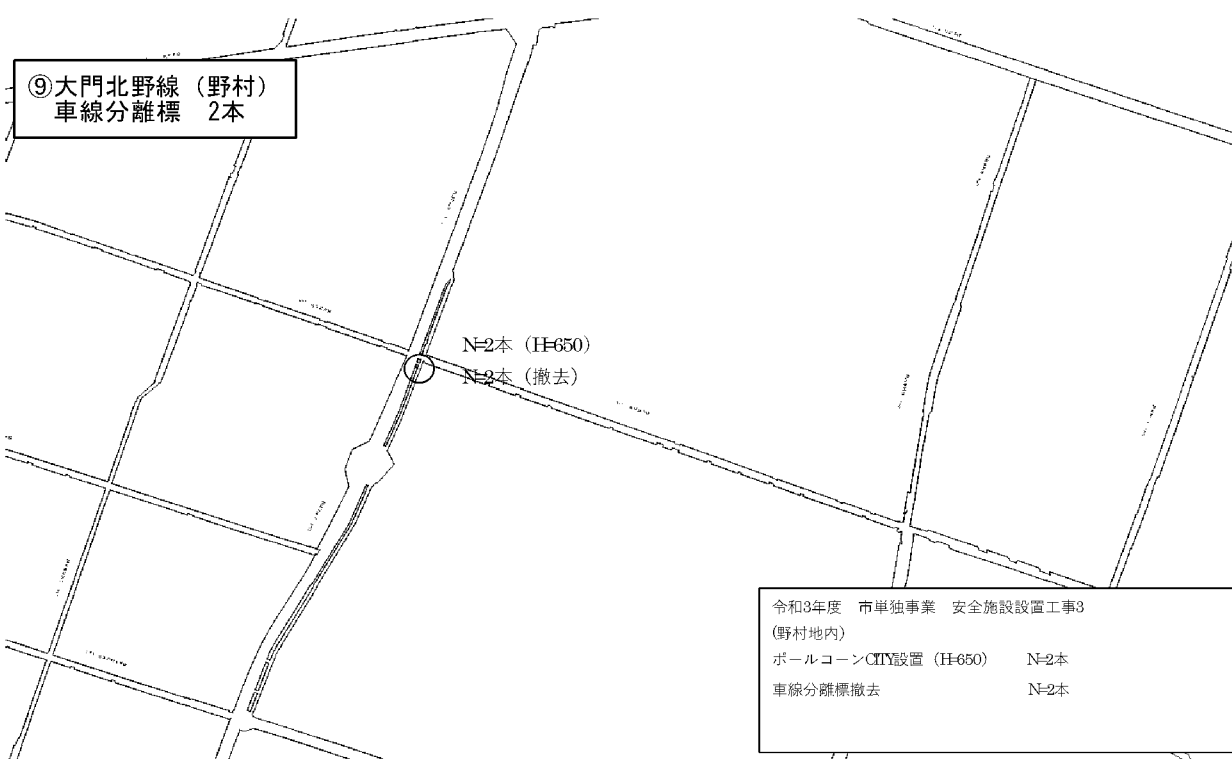 ⑨大門北野線（野村）
車線分離標　2本
N=2本（H=650）
N=2本（撤去）
令和3年度　市単独事業　安全施設設置工事3
(野村地内)
ポールコーンCITY設置（H=650）　N=2本
車線分離標撤去　N=2本